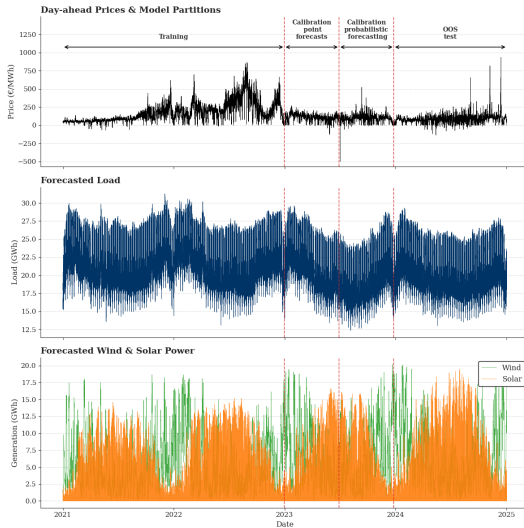 Day-ahead Prices & Model Partitions
Training
Calibration
point
forecasts
Calibration
probabilistic
forecasting
OOS
test
Price (€/MWh)
1250
1000
750
500
250
0
−250
−500
Forecasted Load
Load (GWh)
30.0
27.5
25.0
22.5
20.0
17.5
15.0
12.5
Forecasted Wind & Solar Power
Wind
Solar
Generation (GWh)
20.0
17.5
15.0
12.5
10.0
7.5
5.0
2.5
0.0
2021
2022
2023
2024
2025
Date